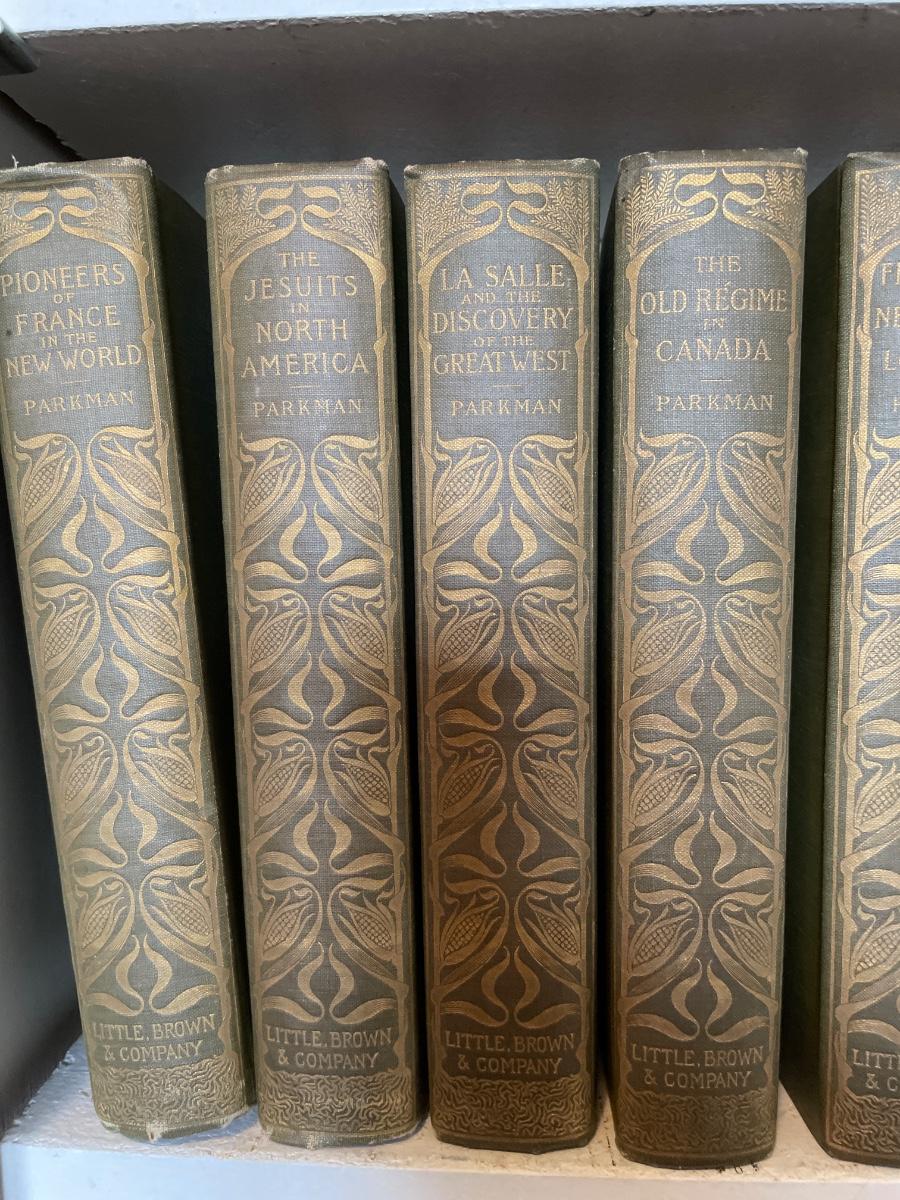 PIONEERS
OF
FRANCE
IN THE
NEW WORLD
PARKMAN
LITTLE, BROWN
& COMPANY
THE
JESUITS
IN
NORTH
AMERICA
PARKMAN
LITTLE, BROWN
& COMPANY
LA SALLE
AND THE
DISCOVERY
OF THE
GREAT WEST
PARKMAN
LITTLE, BROWN
& COMPANY
THE
OLD RÉGIME
IN
CANADA
PARKMAN
LITTLE, BROWN
& COMPANY